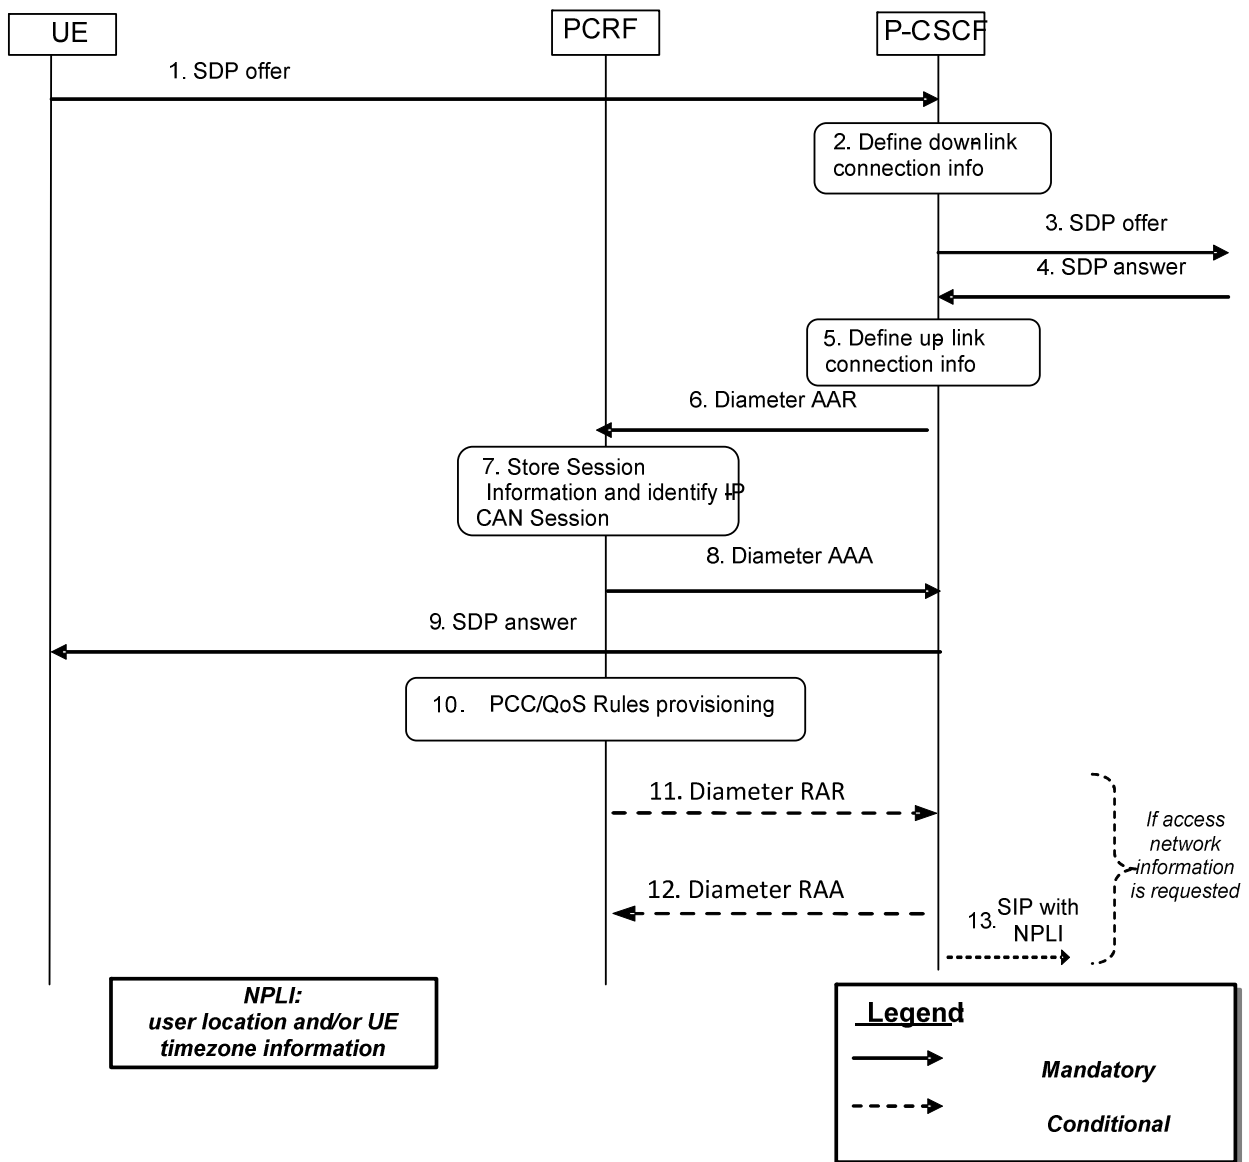 UE
PCRF
P-CSCF
1. SDP offer
2. Define downlink
connection info
3. SDP offer
4. SDP answer
5. Define up link
connection info
6. Diameter AAR
7. Store Session
Information and identify IP-
CAN Session
8. Diameter AAA
9. SDP answer
10. PCC/QoS Rules provisioning
11. Diameter RAR
If access
network
information
is requested
12. Diameter RAA
13. SIP with
NPLI
NPLI:
user location and/or UE
timezone information
Legend:
Mandatory
Conditional